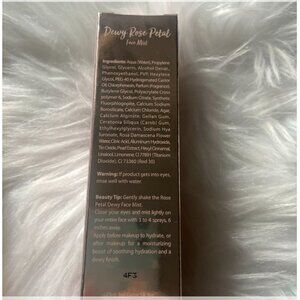 Dewy Rose Petal
Face Mist
Ingredients: Aqua (Water), Propylene
Glycol, Glycerin, Alcohol Denat.,
Phenoxyethanol, PVP, Hexylene
Glycol, PEG-40 Hydrogenated Castor
Oil, Chlorphenesin, Parfum (Fragrance),
Butylene Glycol, Polyacrylate Cross
polymer-6, Sodium Citrate, Synthetic
Fluorphlogopite, Calcium Sodium
Borosilicate, Calcium Chloride, Agar,
Calcium Alginate, Gellan Gum,
Ceratonia Siliqua (Carob) Gum,
Ethylhexylglycerin, Sodium Hya
luronate, Rosa Damascena Flower
Water, Citric Acid, Aluminum Hydroxide,
Tin Oxide, Pearl Extract, Hexyl Cinnamal,
Linalool, Limonene, CI 77891 (Titanium
Dioxide), CI 73360 (Red 30)
Warning: If product gets into eyes,
rinse well with water.
Beauty Tip: Gently shake the Rose
Petal Dewy Face Mist.
Close your eyes and mist lightly on
your entire face with 3 to 4 sprays, 6
inches away.
Apply before makeup to hydrate, or
after makeup for a moisturizing
boost of soothing hydration and a
dewy finish.
4F3